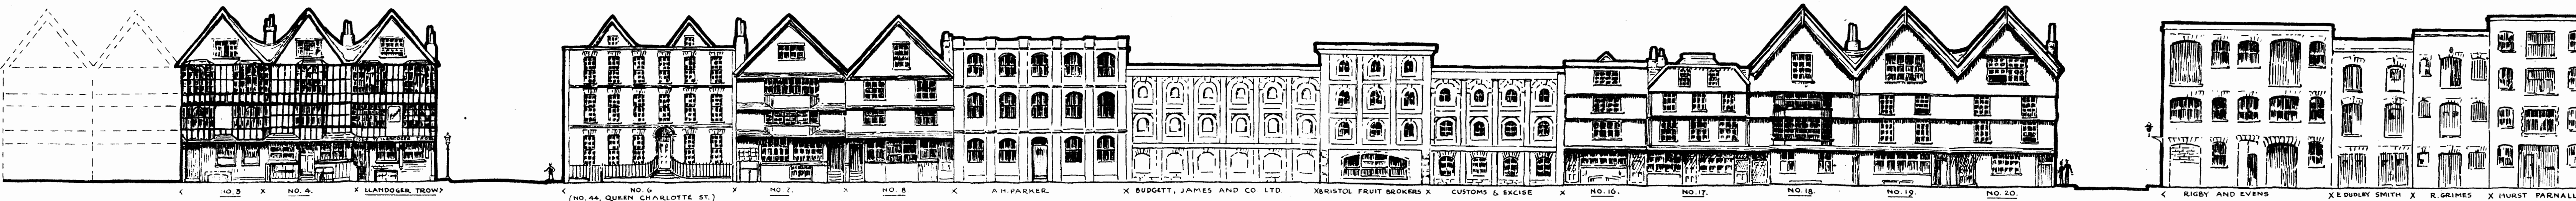 < NO. 3 X NO. 4. X LLANDOGER TROW>
< NO. 6 X NO. 7. X NO. 8 < A.H. PARKER X BUDGETT, JAMES AND CO LTD. X BRISTOL FRUIT BROKERS X CUSTOMS & EXCISE X NO. 16. NO. 17. NO. 18. NO. 19. NO. 20.
(NO. 44, QUEEN CHARLOTTE ST.)
< RIGBY AND EVENS X E DUDLEY SMITH X R. GRIMES X HURST PARNALL